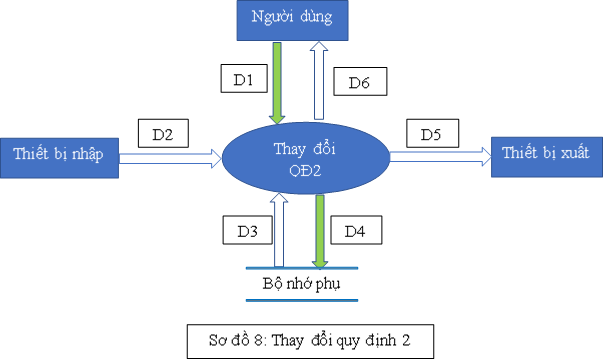 Người dùng
D1
D6
D2
D5
Thiết bị nhập
Thay đổi
QĐ2
Thiết bị xuất
D3
D4
Bộ nhớ phụ
Sơ đồ 8: Thay đổi quy định 2